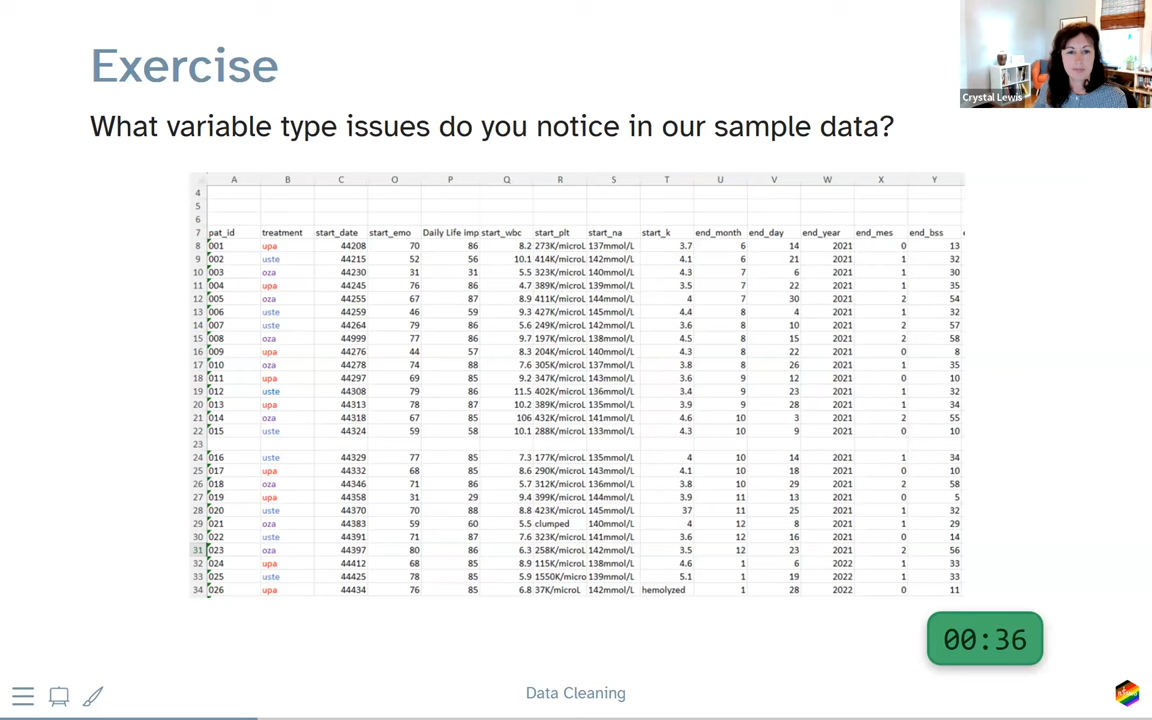 Exercise
Crystal Lewis
What variable type issues do you notice in our sample data?
A B C O P Q R S T U V W X Y
4
5
6
7 pat_id treatment start_date start_emo Daily Life imp start_wbc start_plt start_na start_k end_month end_day end_year end_mes end_bss
8 001 upa 44208 70 86 8.2 273K/microL 137mmol/L 3.7 6 14 2021 0 13
9 002 uste 44215 52 56 10.1 414K/microL 142mmol/L 4.1 6 21 2021 1 32
10 003 oza 44230 31 31 5.5 323K/microL 140mmol/L 4.3 7 6 2021 1 30
11 004 upa 44245 76 86 4.7 389K/microL 139mmol/L 3.5 7 22 2021 1 35
12 005 oza 44255 67 87 8.9 411K/microL 144mmol/L 4 7 30 2021 2 54
13 006 uste 44259 46 59 9.3 427K/microL 145mmol/L 4.4 8 4 2021 1 32
14 007 uste 44264 79 86 5.6 249K/microL 142mmol/L 3.6 8 10 2021 2 57
15 008 oza 44999 77 86 9.7 197K/microL 138mmol/L 4.5 8 15 2021 2 58
16 009 upa 44276 44 57 8.3 204K/microL 140mmol/L 4.3 8 22 2021 0 8
17 010 oza 44278 74 88 7.6 305K/microL 137mmol/L 3.8 8 26 2021 1 35
18 011 upa 44297 69 85 9.2 347K/microL 143mmol/L 3.6 9 12 2021 0 10
19 012 uste 44308 79 86 11.5 402K/microL 136mmol/L 3.4 9 23 2021 1 32
20 013 upa 44313 78 87 10.2 389K/microL 135mmol/L 3.9 9 28 2021 1 34
21 014 oza 44318 67 85 106 432K/microL 141mmol/L 4.6 10 3 2021 2 55
22 015 uste 44324 59 58 10.1 288K/microL 133mmol/L 4.3 10 9 2021 0 10
23
24 016 uste 44329 77 85 7.3 177K/microL 135mmol/L 4 10 14 2021 1 34
25 017 upa 44332 68 85 8.6 290K/microL 143mmol/L 4.1 10 18 2021 0 10
26 018 oza 44346 71 86 5.7 312K/microL 136mmol/L 3.8 10 29 2021 2 58
27 019 upa 44358 31 29 9.4 399K/microL 144mmol/L 3.9 11 13 2021 0 5
28 020 uste 44370 70 88 8.8 423K/microL 145mmol/L 37 11 25 2021 1 32
29 021 oza 44383 59 60 5.5 clumped 140mmol/L 4 12 8 2021 1 29
30 022 uste 44391 71 87 7.6 323K/microL 141mmol/L 3.6 12 16 2021 0 14
31 023 oza 44397 80 86 6.3 258K/microL 142mmol/L 3.5 12 23 2021 2 56
32 024 upa 44412 68 85 8.9 115K/microL 138mmol/L 4.6 1 6 2022 1 33
33 025 uste 44425 78 85 5.9 1550K/micro 139mmol/L 5.1 1 19 2022 1 33
34 026 upa 44434 76 85 6.8 37K/microL 142mmol/L hemolyzed 1 28 2022 0 11
00:36
Data Cleaning